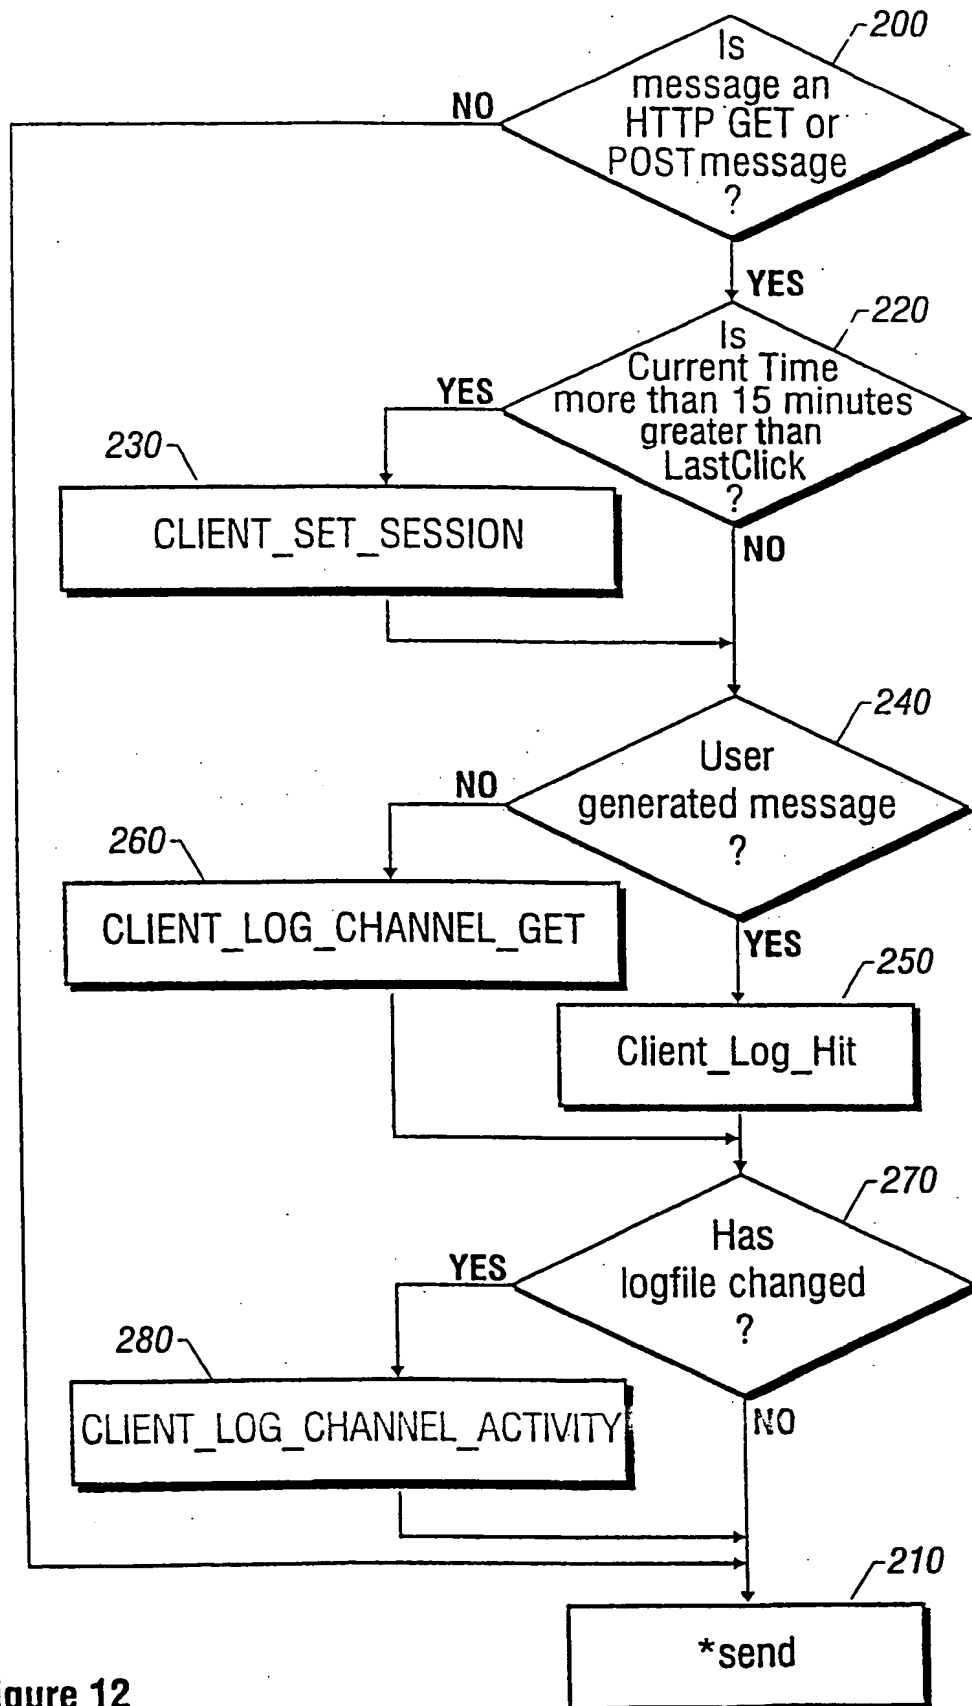 200
Is
message an
HTTP GET or
POST message
?
NO
YES
220
Is
Current Time
more than 15 minutes
greater than
LastClick
?
YES
NO
230
CLIENT_SET_SESSION
240
User
generated message
?
NO
YES
260
CLIENT_LOG_CHANNEL_GET
250
Client_Log_Hit
270
Has
logfile changed
?
YES
NO
280
CLIENT_LOG_CHANNEL_ACTIVITY
210
*send
igure 12